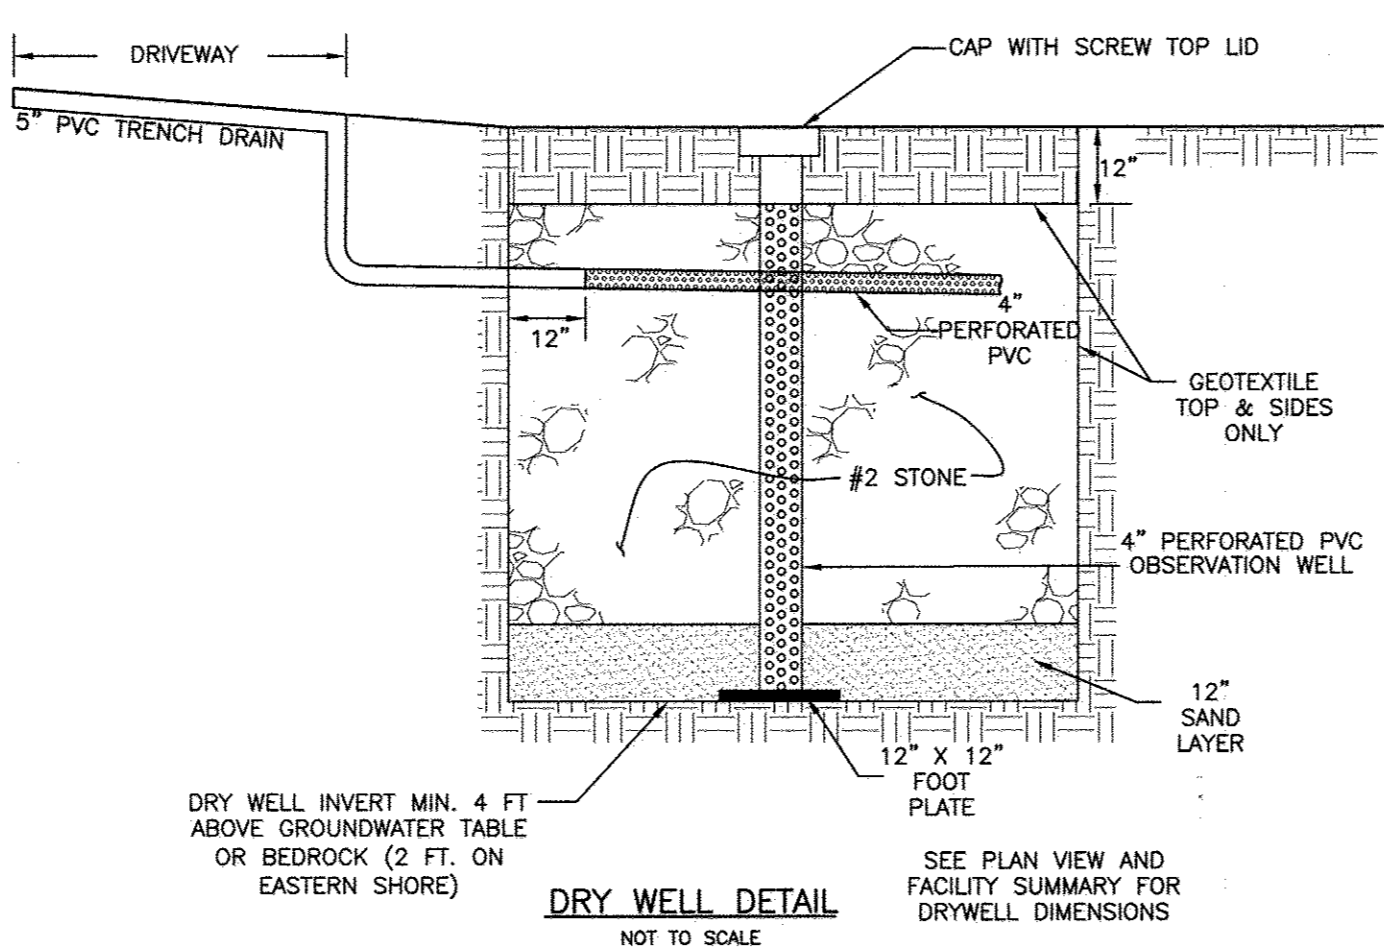 DRIVEWAY
CAP WITH SCREW TOP LID
5" PVC TRENCH DRAIN
12"
12"
4"
PERFORATED
PVC
GEOTEXTILE
TOP & SIDES
ONLY
#2 STONE
4" PERFORATED PVC
OBSERVATION WELL
12"
SAND
LAYER
12" X 12"
FOOT
PLATE
DRY WELL INVERT MIN. 4 FT
ABOVE GROUNDWATER TABLE
OR BEDROCK (2 FT. ON
EASTERN SHORE)
SEE PLAN VIEW AND
FACILITY SUMMARY FOR
DRYWELL DIMENSIONS
DRY WELL DETAIL
NOT TO SCALE